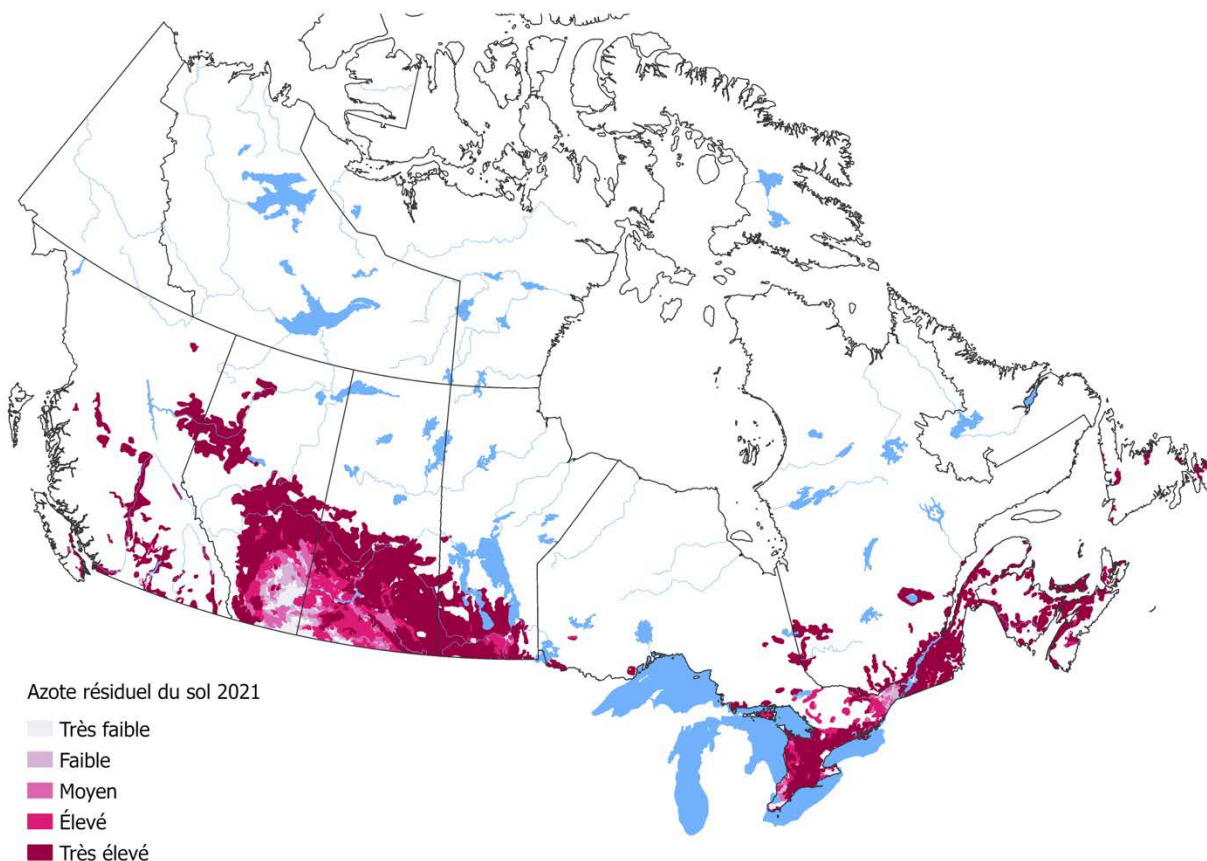 Azote résiduel du sol 2021
Très faible
Faible
Moyen
Élevé
Très élevé